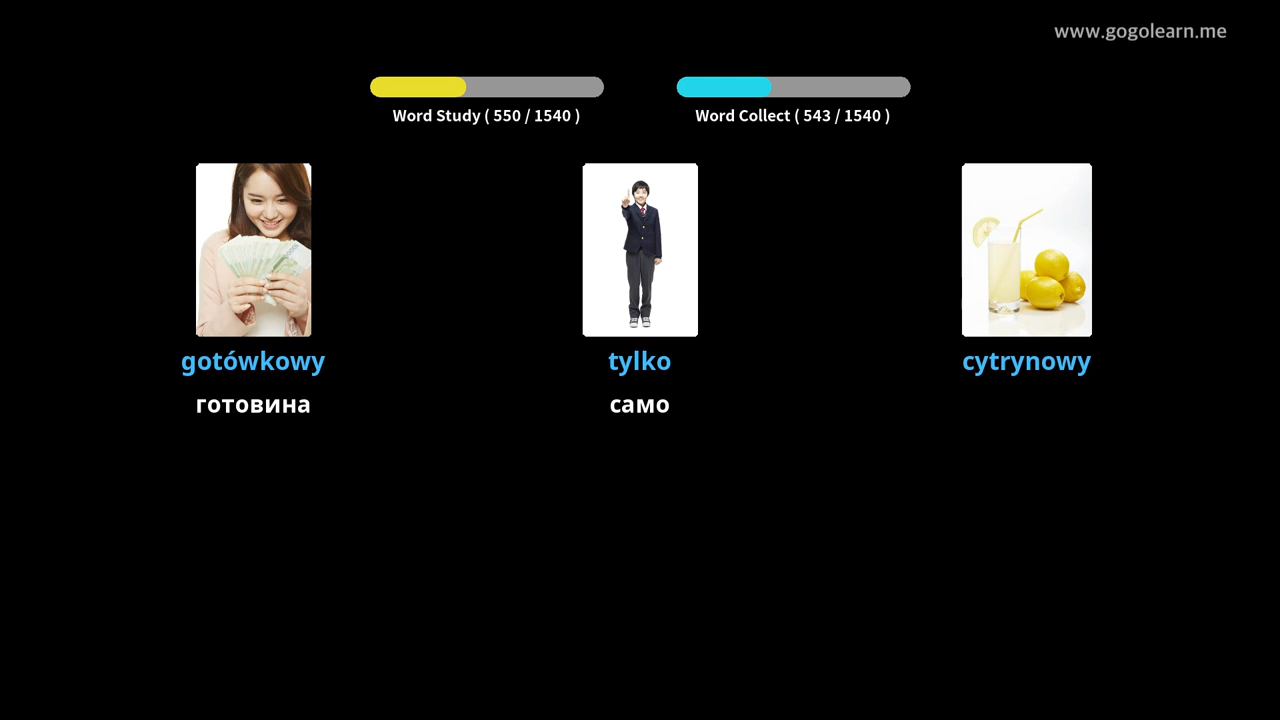 www.gogolearn.me
Word Study ( 550 / 1540 )
Word Collect ( 543 / 1540 )
gotówkowy
tylko
cytrynowy
готовина
само